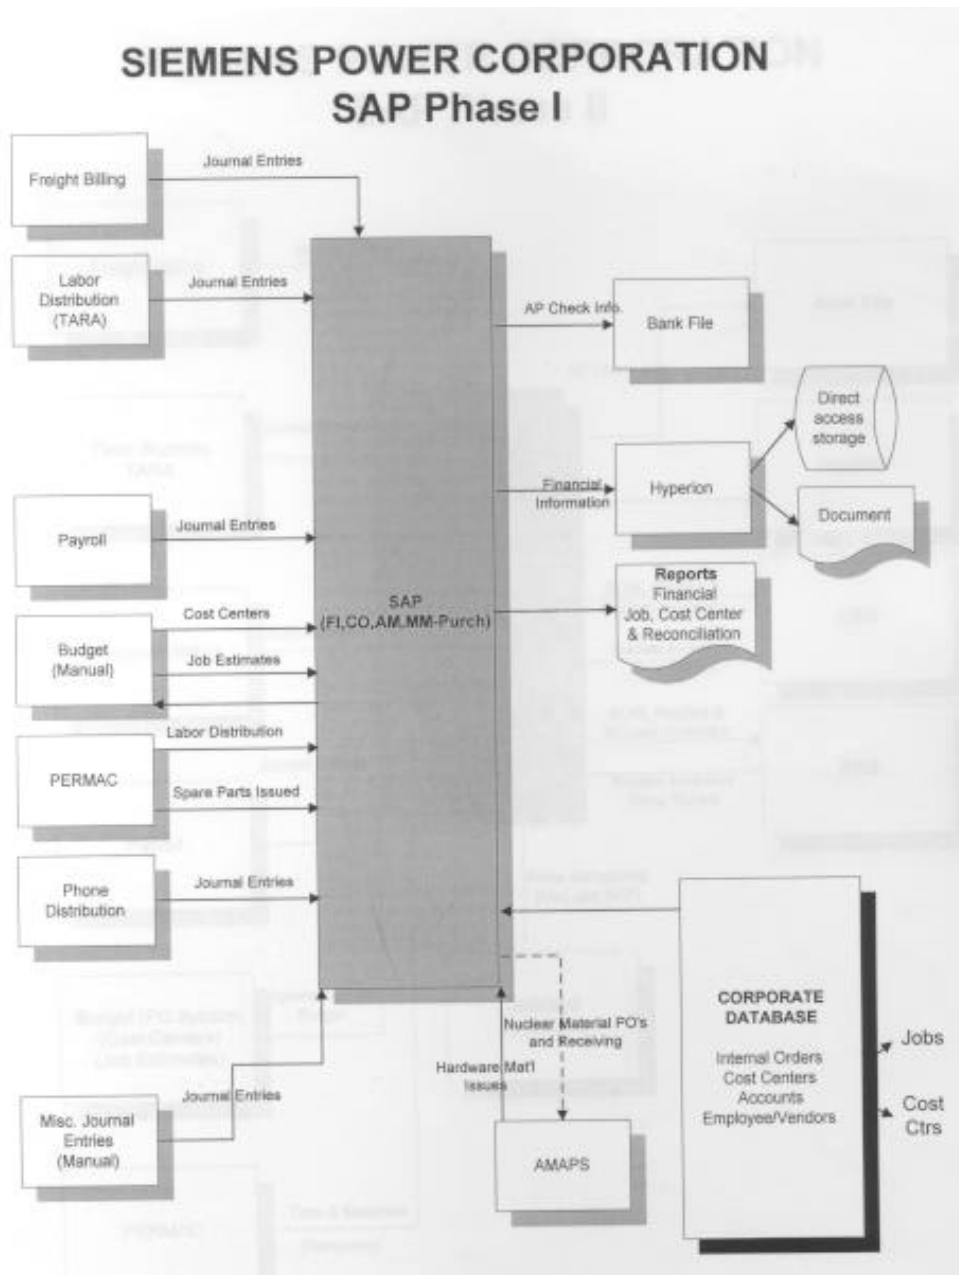 SIEMENS POWER CORPORATION
SAP Phase I
Freight Billing
Journal Entries
Labor
Distribution
(TARA)
Journal Entries
AP Check Info.
Bank File
Direct
access
storage
Financial
Information
Hyperion
Document
Payroll
Journal Entries
Reports
Financial
Job, Cost Center
& Reconciliation
SAP
(FI,CO,AM,MM-Purch)
Budget
(Manual)
Cost Centers
Job Estimates
PERMAC
Labor Distribution
Spare Parts Issued
Phone
Distribution
Journal Entries
CORPORATE
DATABASE
Internal Orders
Cost Centers
Accounts
Employee/Vendors
Jobs
Cost
Ctrs
Nuclear Material PO's
and Receiving
Hardware Mat'l
Issues
AMAPS
Misc. Journal
Entries
(Manual)
Journal Entries